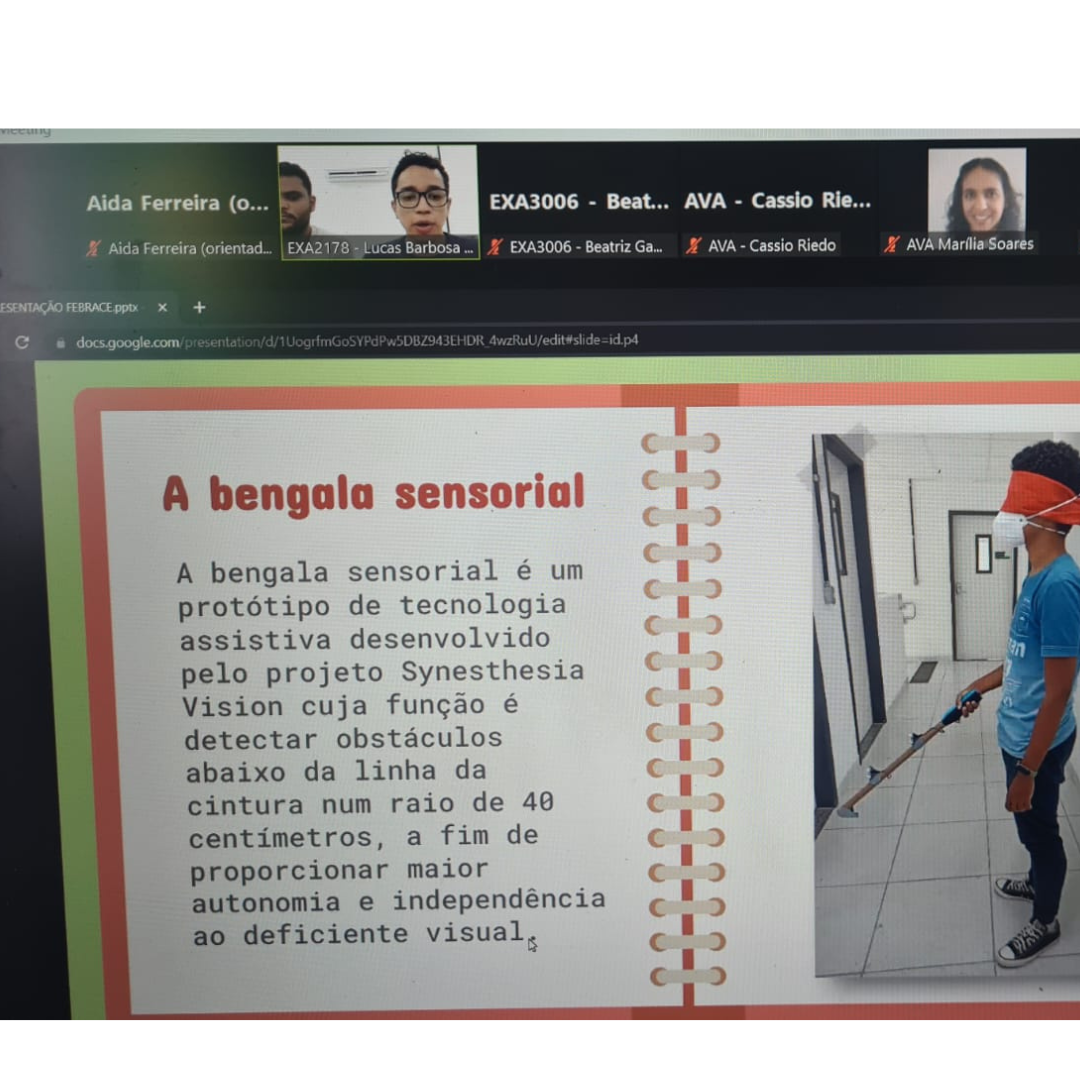 Meeting
Aida Ferreira (o...
EXA3006 - Beat...
AVA - Cassio Rie...
Aida Ferreira (orientad...
EXA2178 - Lucas Barbosa ...
EXA3006 - Beatriz Ga...
AVA - Cassio Riedo
AVA Marília Soares
ESENTAÇÃO FEBRACE.pptx
docs.google.com/presentation/d/1UogrfmGoSYPdPw5DBZ943EHDR_4wzRuU/edit#slide=id.p4
A bengala sensorial
A bengala sensorial é um
protótipo de tecnologia
assistiva desenvolvido
pelo projeto Synesthesia
Vision cuja função é
detectar obstáculos
abaixo da linha da
cintura num raio de 40
centímetros, a fim de
proporcionar maior
autonomia e independência
ao deficiente visual.